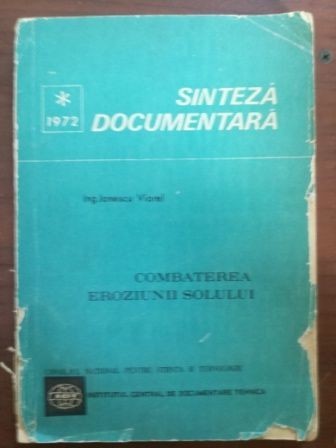 *
1972
SINTEZĂ
DOCUMENTARĂ
Ing. Ionescu Viorel
COMBATEREA
EROZIUNII SOLULUI
CONSILIUL NAȚIONAL PENTRU ȘTIINȚĂ ȘI TEHNOLOGIE
INSTITUTUL CENTRAL DE DOCUMENTARE TEHNICĂ